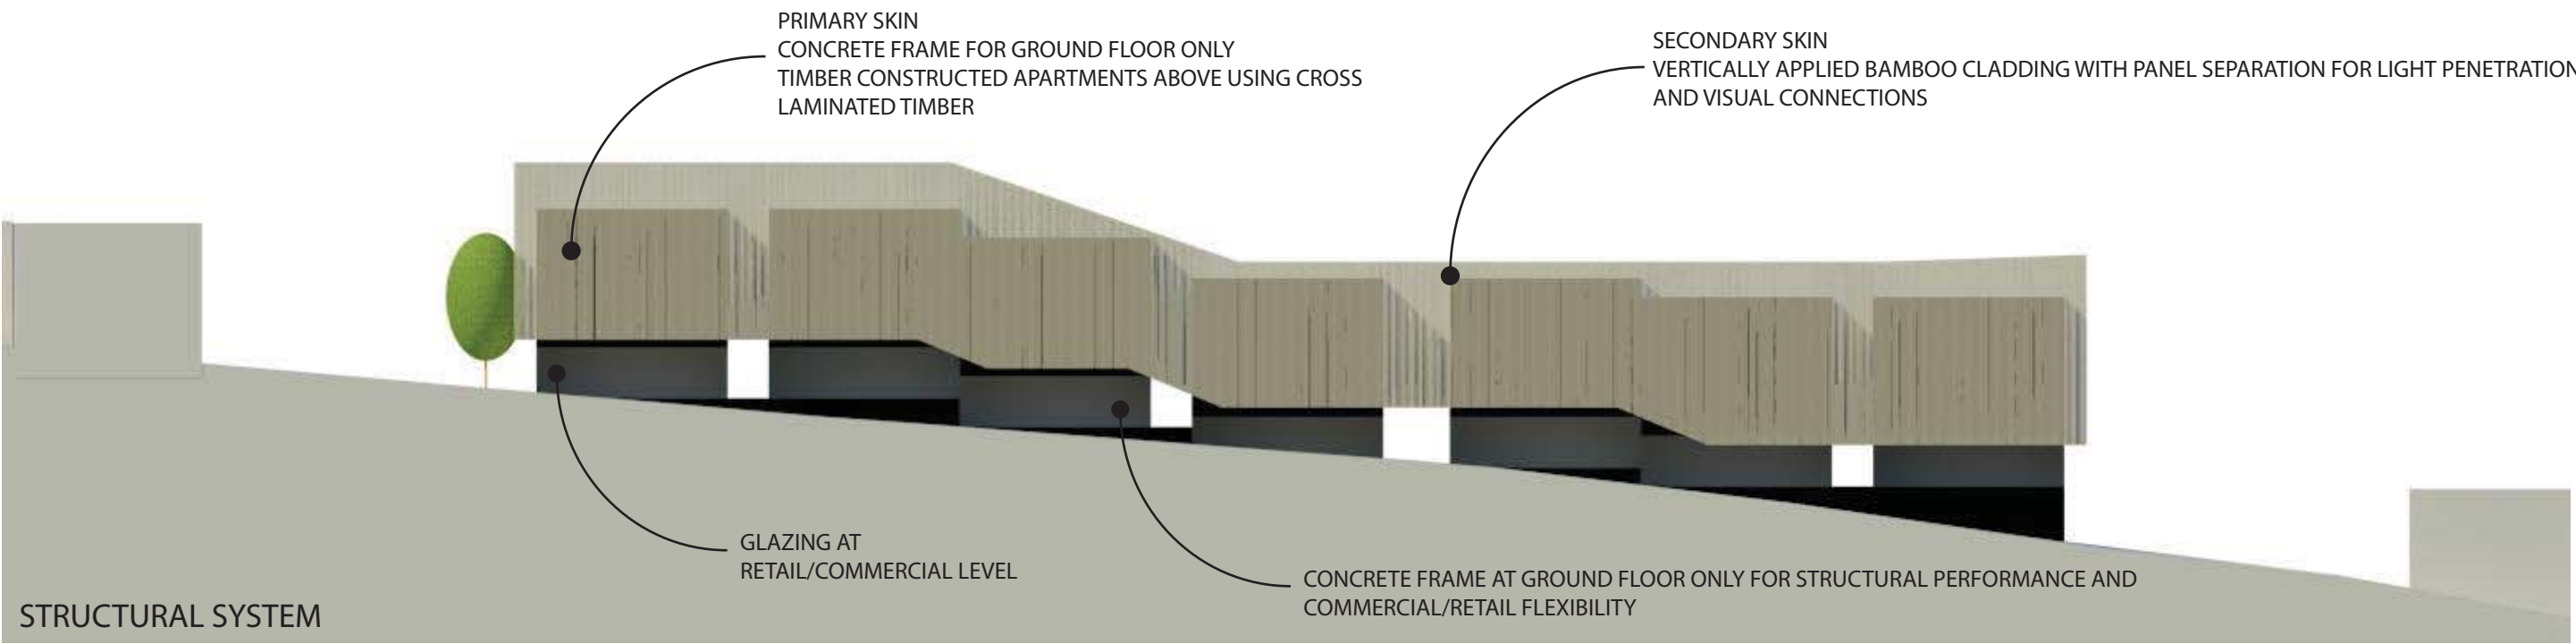 PRIMARY SKIN
CONCRETE FRAME FOR GROUND FLOOR ONLY
TIMBER CONSTRUCTED APARTMENTS ABOVE USING CROSS
LAMINATED TIMBER
SECONDARY SKIN
VERTICALLY APPLIED BAMBOO CLADDING WITH PANEL SEPARATION FOR LIGHT PENETRATION
AND VISUAL CONNECTIONS
GLAZING AT
RETAIL/COMMERCIAL LEVEL
CONCRETE FRAME AT GROUND FLOOR ONLY FOR STRUCTURAL PERFORMANCE AND
COMMERCIAL/RETAIL FLEXIBILITY
STRUCTURAL SYSTEM